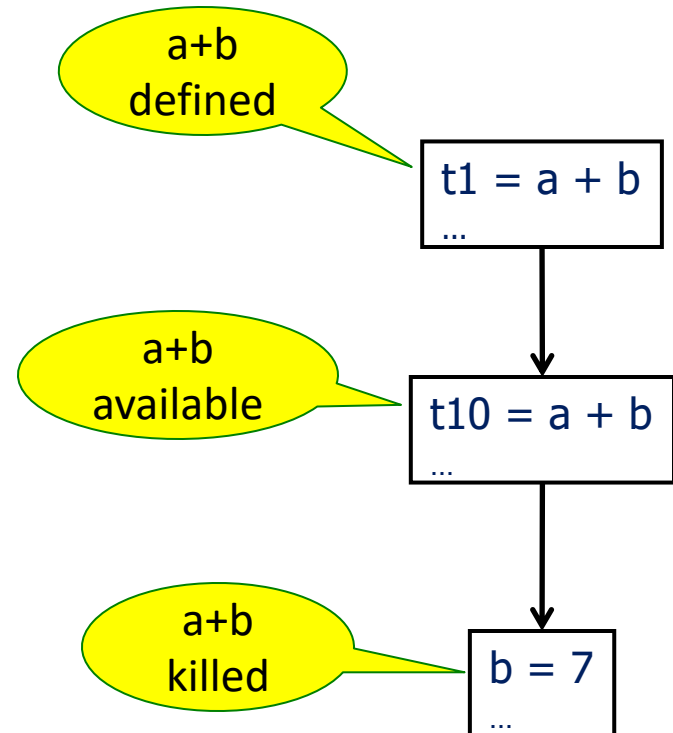 a+b
defined
t1 = a + b
...
a+b
available
t10 = a + b
...
a+b
killed
b = 7
...